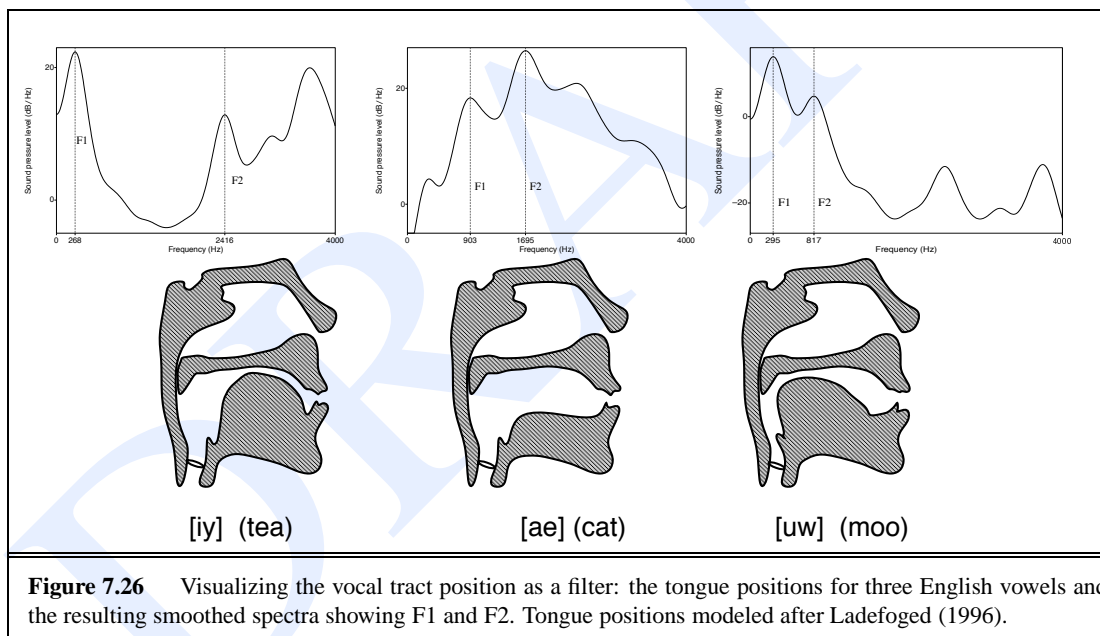 Sound pressure level (dB / Hz)
20
0
F1
F2
0 268 2416 4000
Frequency (Hz)
Sound pressure level (dB / Hz)
20
0
F1
F2
0 903 1695 4000
Frequency (Hz)
Sound pressure level (dB / Hz)
0
−20
F1
F2
0 295 817 4000
Frequency (Hz)
[iy] (tea) [ae] (cat) [uw] (moo)
Figure 7.26 Visualizing the vocal tract position as a filter: the tongue positions for three English vowels and
the resulting smoothed spectra showing F1 and F2. Tongue positions modeled after Ladefoged (1996).
DRAF